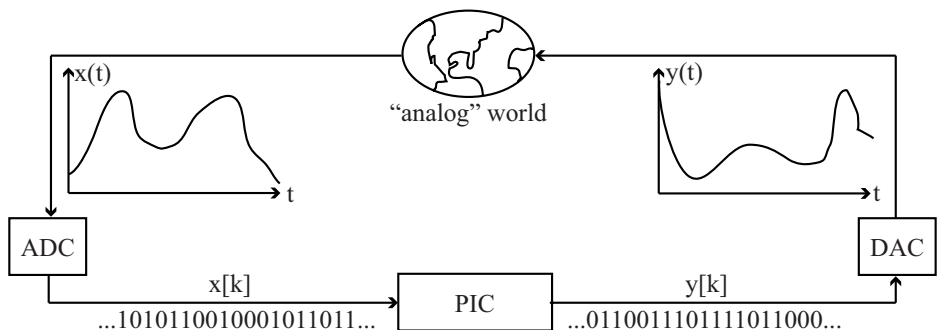 x(t)
y(t)
“analog” world
t
t
ADC
DAC
x[k]
PIC
y[k]
...1010110010001011011...
...0110011101111011000...